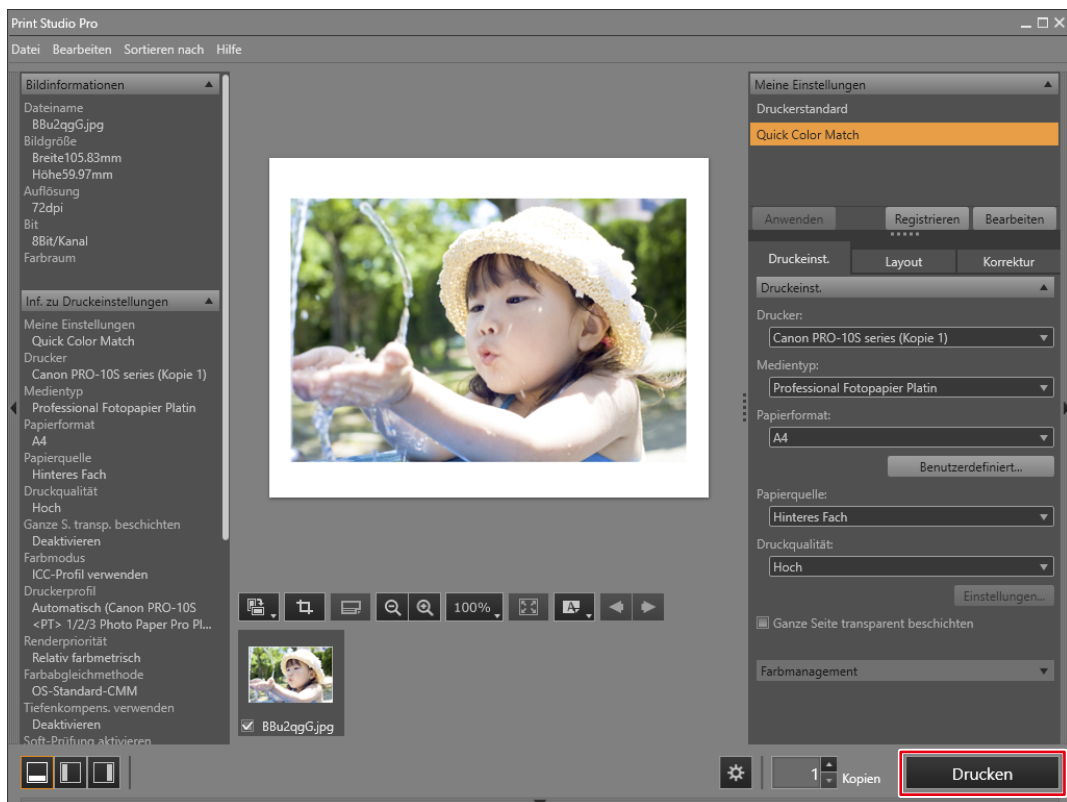 Print Studio Pro
Datei Bearbeiten Sortieren nach Hilfe
Bildinformationen
Dateiname
BBu2qgG.jpg
Bildgröße
Breite105.83mm
Höhe59.97mm
Auflösung
72dpi
Bit
8Bit/Kanal
Farbraum
Inf. zu Druckeinstellungen
Meine Einstellungen
Quick Color Match
Drucker
Canon PRO-10S series (Kopie 1)
Medientyp
Professional Fotopapier Platin
Papierformat
A4
Papierquelle
Hinteres Fach
Druckqualität
Hoch
Ganze S. transp. beschichten
Deaktivieren
Farbmodus
ICC-Profil verwenden
Druckerprofil
Automatisch (Canon PRO-10S
<PT> 1/2/3 Photo Paper Pro Pl...
Renderpriorität
Relativ farbmetrisch
Farbabgleichmethode
OS-Standard-CMM
Tiefenkompens. verwenden
Deaktivieren
Soft-Prüfung aktivieren
100%
A
BBu2qgG.jpg
Meine Einstellungen
Druckerstandard
Quick Color Match
Anwenden Registrieren Bearbeiten
Druckeinst. Layout Korrektur
Druckeinst.
Drucker:
Canon PRO-10S series (Kopie 1)
Medientyp:
Professional Fotopapier Platin
Papierformat:
A4
Benutzerdefiniert...
Papierquelle:
Hinteres Fach
Druckqualität:
Hoch
Einstellungen...
Ganze Seite transparent beschichten
Farbmanagement
1 Kopien
Drucken